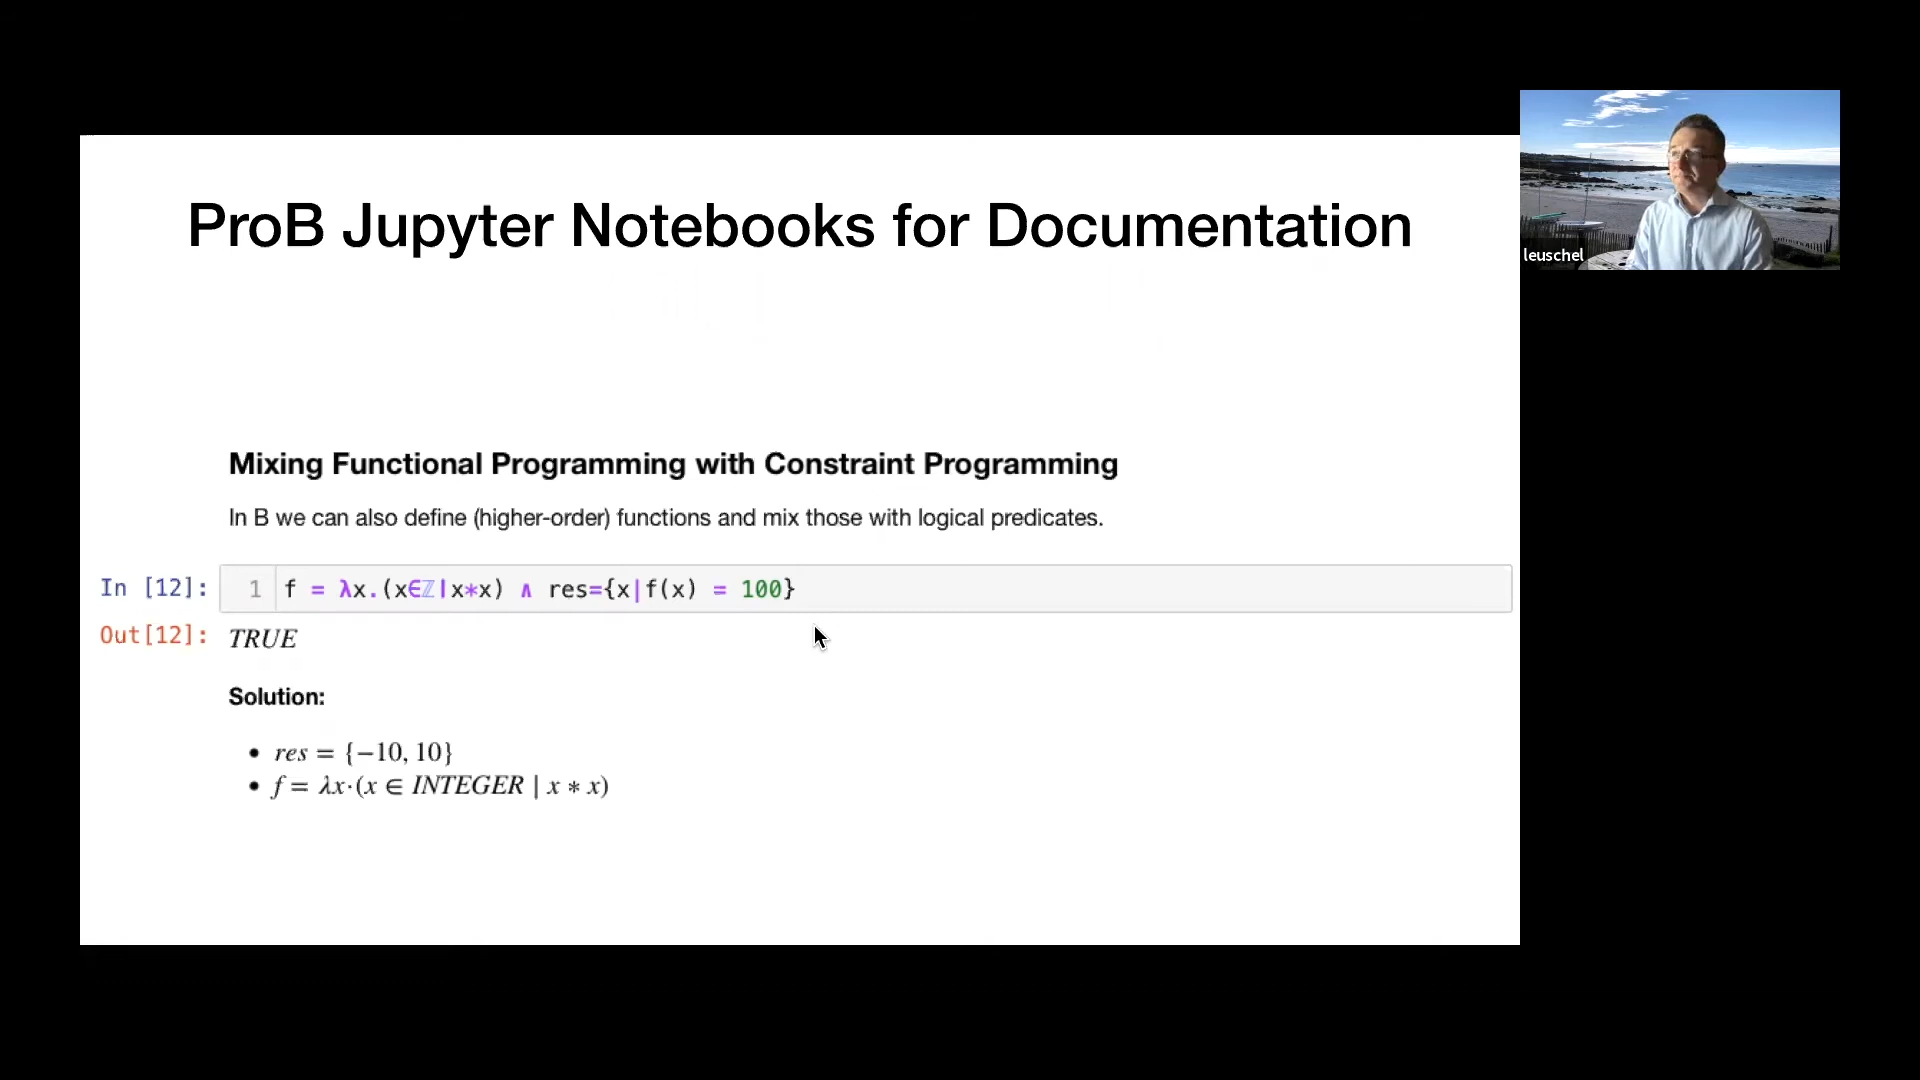 ProB Jupyter Notebooks for Documentation
leuschel
Mixing Functional Programming with Constraint Programming
In B we can also define (higher-order) functions and mix those with logical predicates.
In [12]: 1 f = λx.(x∈ℤ|x*x) ∧ res={x|f(x) = 100}
Out[12]: TRUE
Solution:
• res = {−10, 10}
• f = λx·(x ∈ INTEGER | x ∗ x)